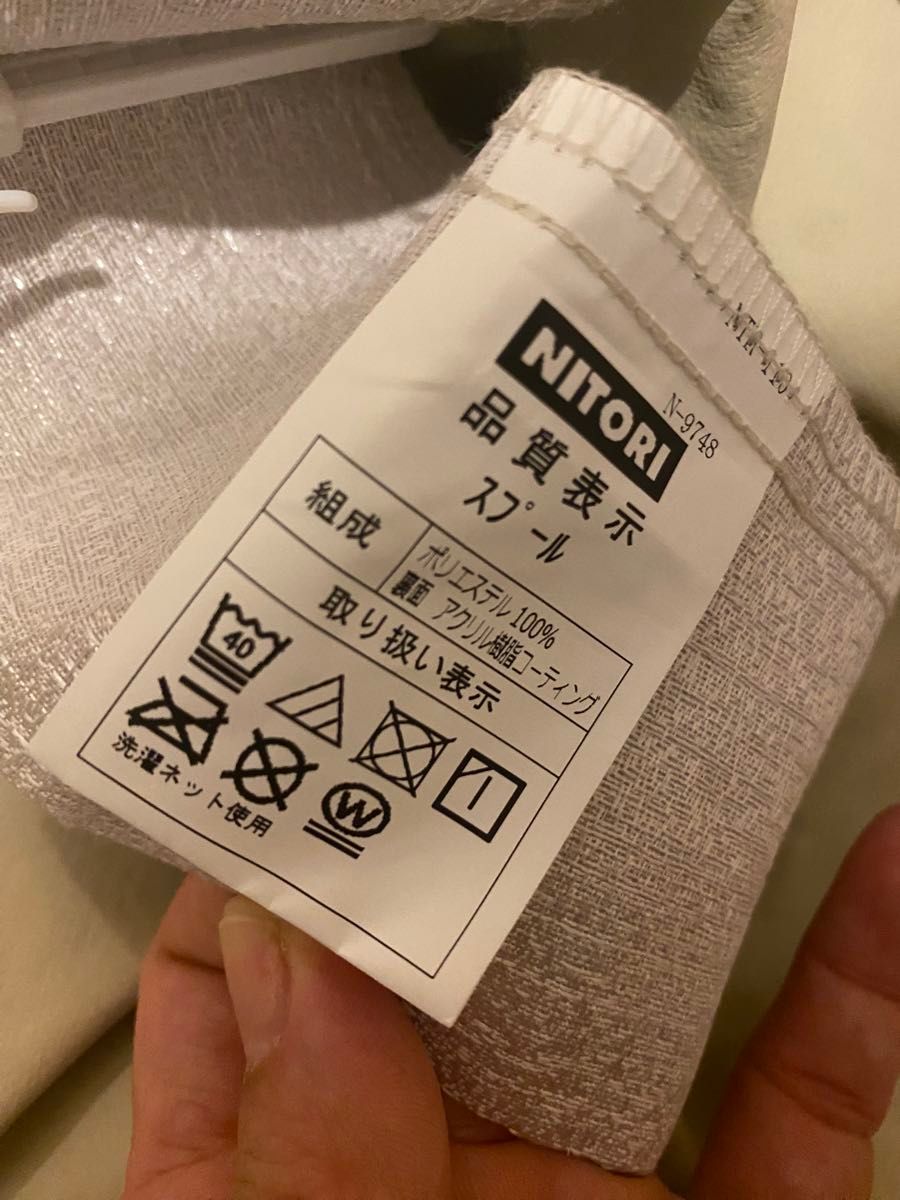 NITORI
N-9748
品質表示
スプール
組成
ポリエステル 100%
裏面 アクリル樹脂コーティング
取り扱い表示
40
W
洗濯ネット使用